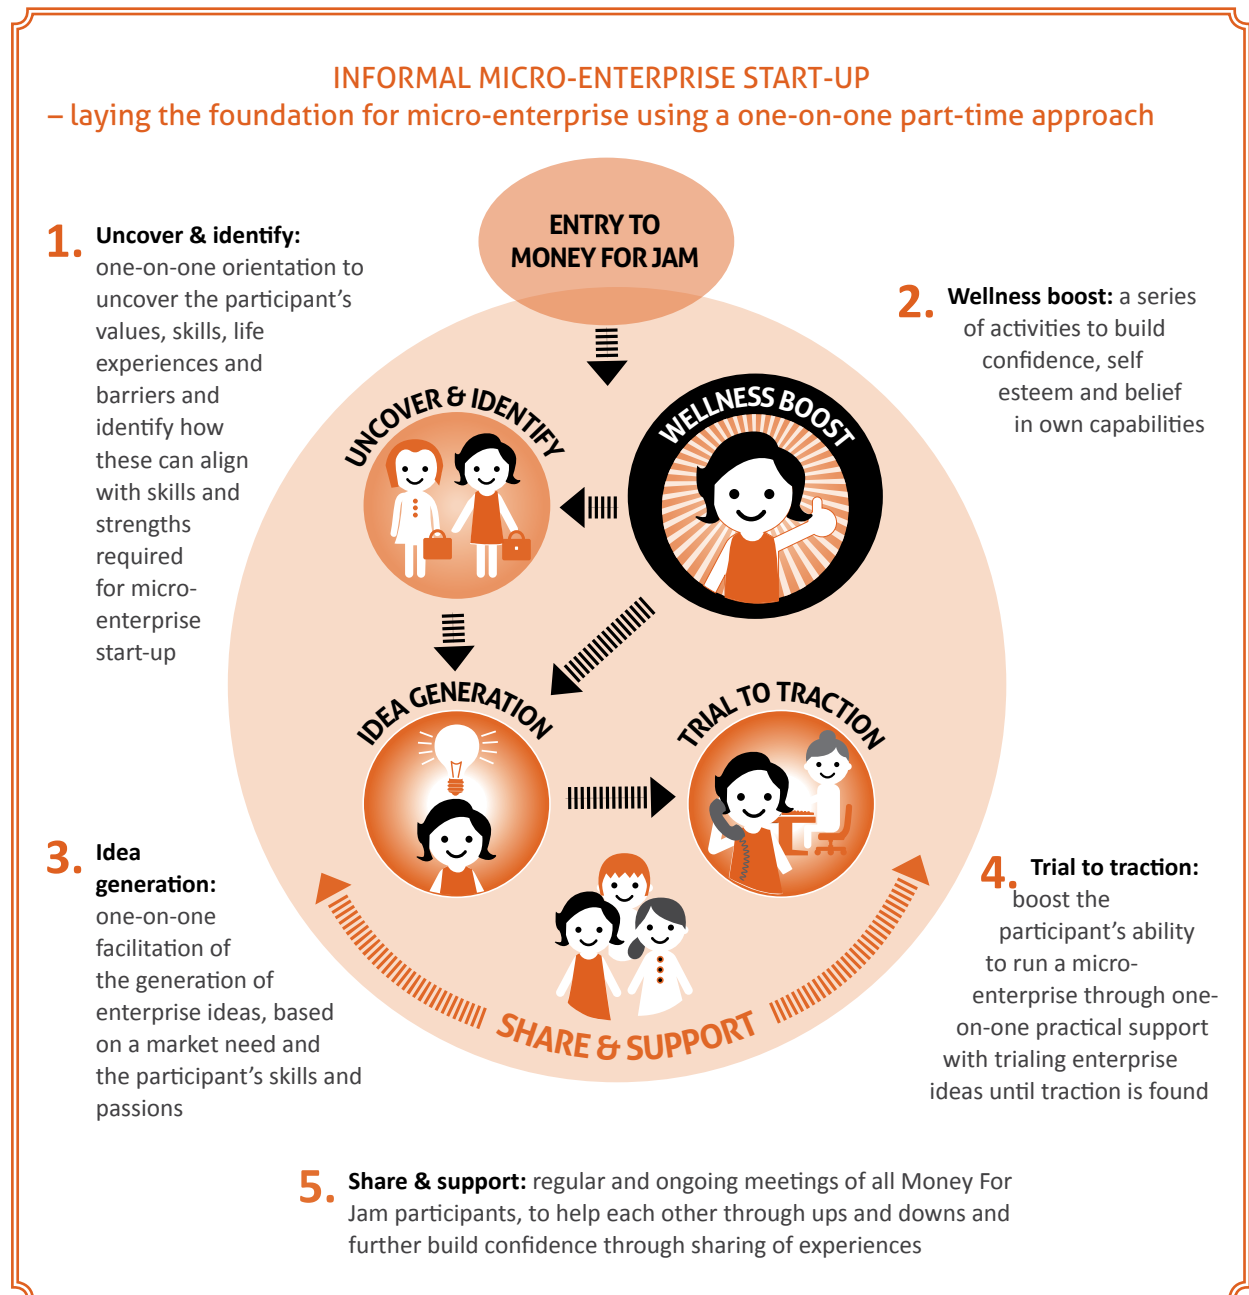 INFORMAL MICRO-ENTERPRISE START-UP
– laying the foundation for micro-enterprise using a one-on-one part-time approach
ENTRY TO
MONEY FOR JAM
1. Uncover & identify:
one-on-one orientation to
uncover the participant's
values, skills, life
experiences and
barriers and
identify how
these can align
with skills and
strengths
required
for micro-
enterprise
start-up
2. Wellness boost: a series
of activities to build
confidence, self
esteem and belief
in own capabilities
UNCOVER & IDENTIFY
WELLNESS BOOST
IDEA GENERATION
TRIAL TO TRACTION
SHARE & SUPPORT
3. Idea
generation:
one-on-one
facilitation of
the generation of
enterprise ideas, based
on a market need and
the participant's skills and
passions
4. Trial to traction:
boost the
participant's ability
to run a micro-
enterprise through one-
on-one practical support
with trialing enterprise
ideas until traction is found
5. Share & support: regular and ongoing meetings of all Money For
Jam participants, to help each other through ups and downs and
further build confidence through sharing of experiences